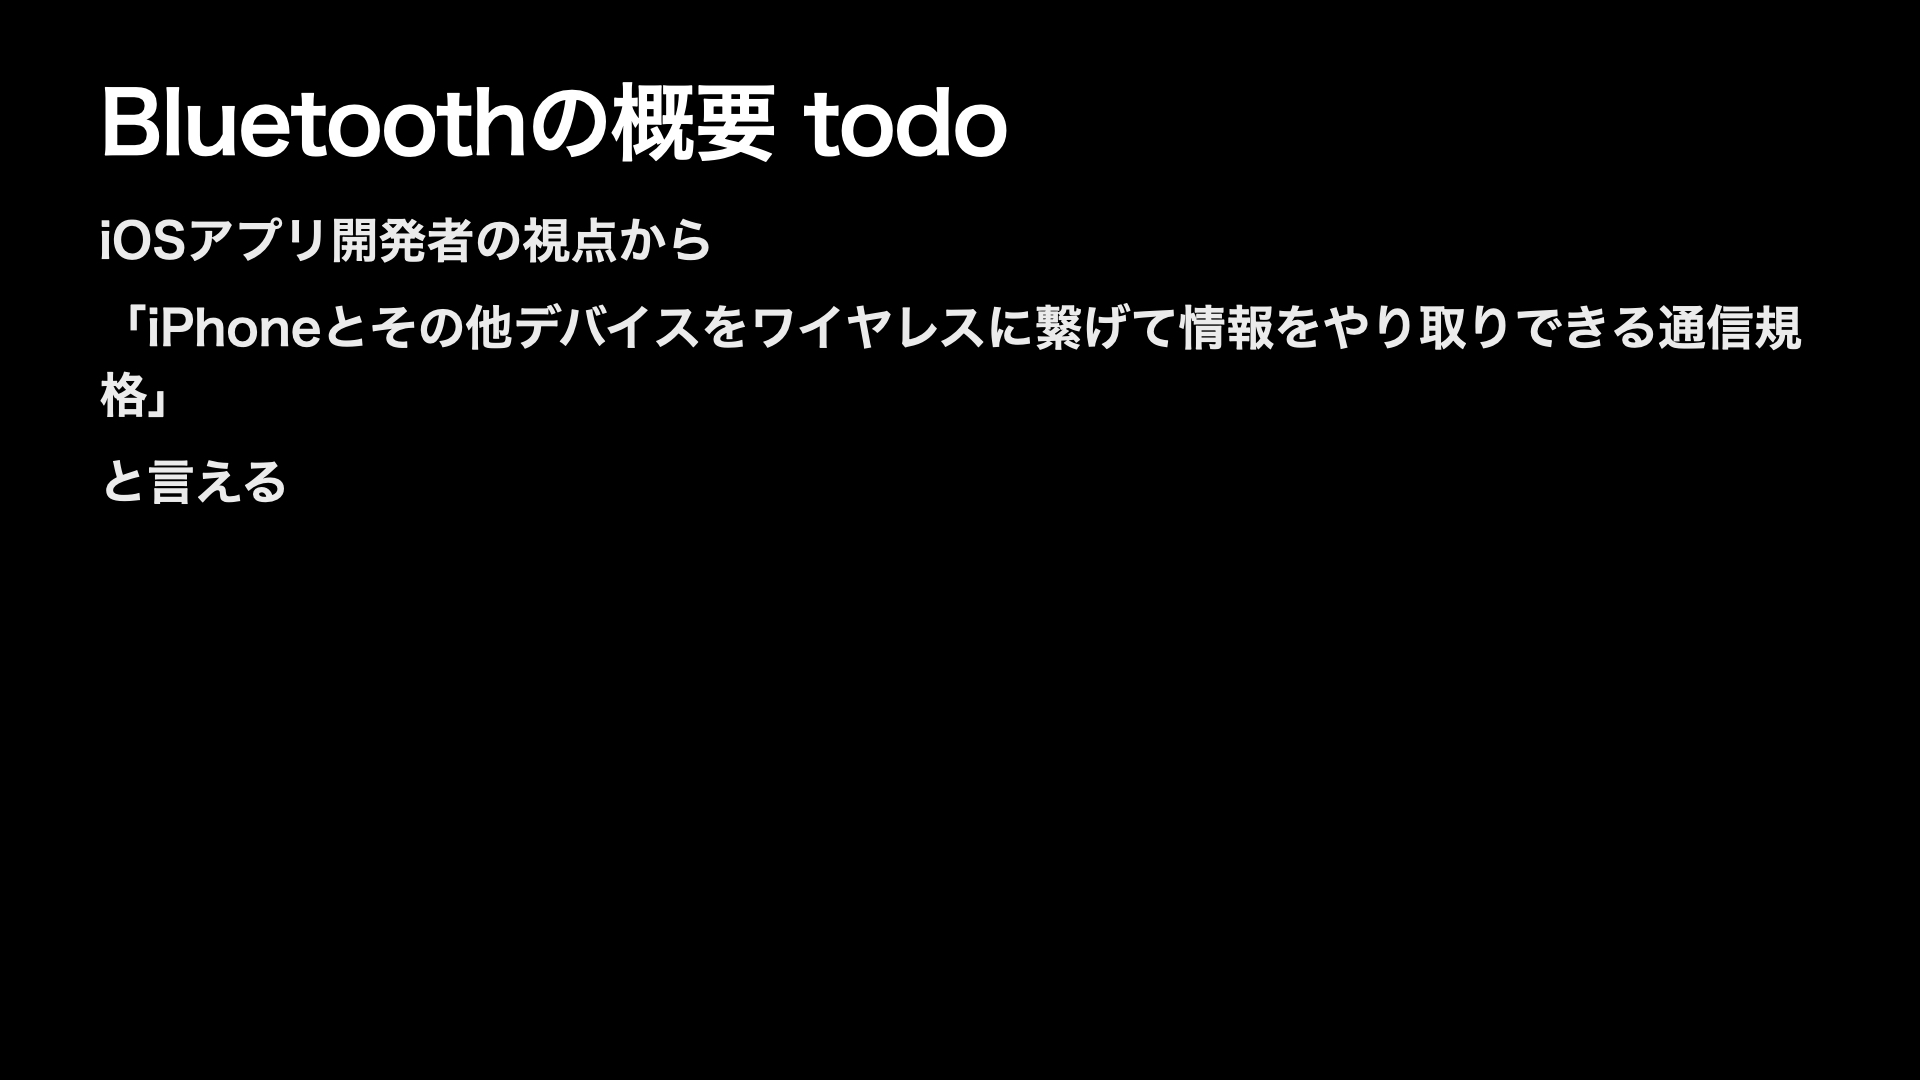 Bluetoothの概要 todo
iOSアプリ開発者の視点から
「iPhoneとその他デバイスをワイヤレスに繋げて情報をやり取りできる通信規
格」
と言える